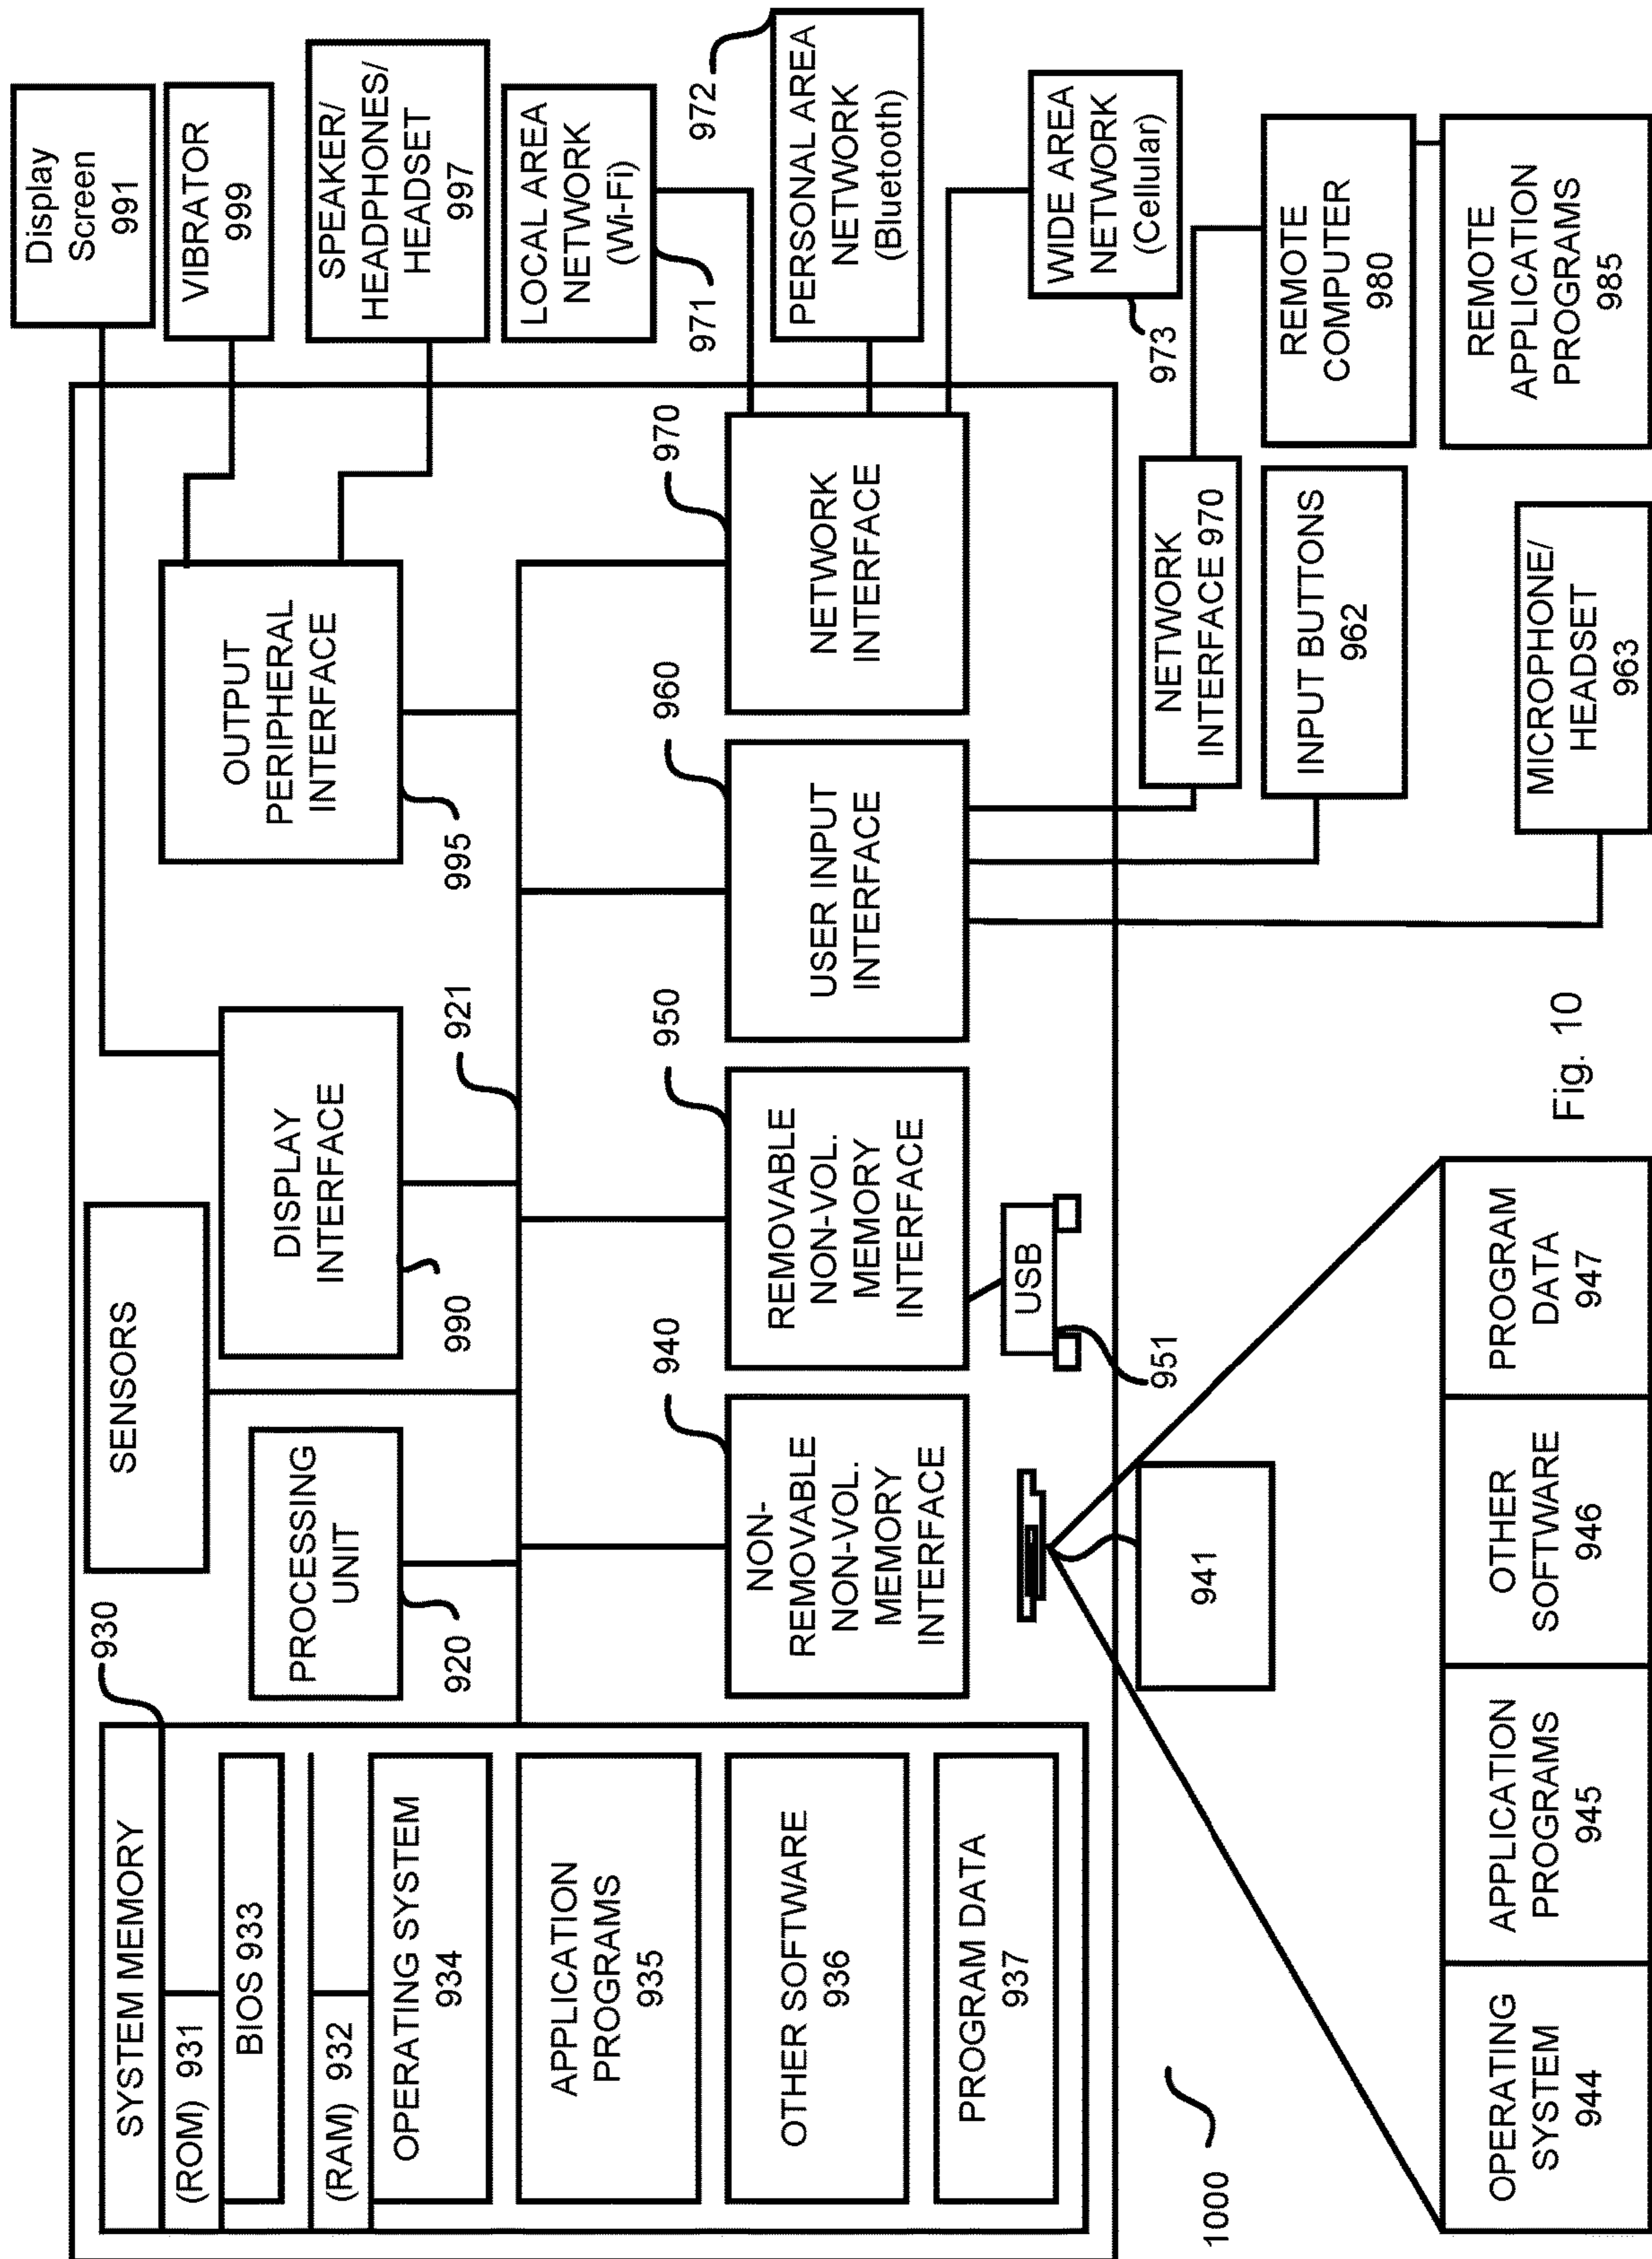 SYSTEM MEMORY
(ROM) 931
BIOS 933
(RAM) 932
OPERATING SYSTEM
934
APPLICATION
PROGRAMS
935
OTHER SOFTWARE
936
PROGRAM DATA
937
930
PROCESSING
UNIT
920
SENSORS
DISPLAY
INTERFACE
990
921
OUTPUT
PERIPHERAL
INTERFACE
995
Display
Screen
991
VIBRATOR
999
SPEAKER/
HEADPHONES/
HEADSET
997
LOCAL AREA
NETWORK
(Wi-Fi)
971
972
PERSONAL AREA
NETWORK
(Bluetooth)
WIDE AREA
NETWORK
(Cellular)
973
940
NON-
REMOVABLE
NON-VOL.
MEMORY
INTERFACE
950
REMOVABLE
NON-VOL.
MEMORY
INTERFACE
960
USER INPUT
INTERFACE
970
NETWORK
INTERFACE
USB
951
941
NETWORK
INTERFACE 970
INPUT BUTTONS
962
MICROPHONE/
HEADSET
963
REMOTE
COMPUTER
980
REMOTE
APPLICATION
PROGRAMS
985
1000
OPERATING
SYSTEM
944
APPLICATION
PROGRAMS
945
OTHER
SOFTWARE
946
PROGRAM
DATA
947
Fig. 10